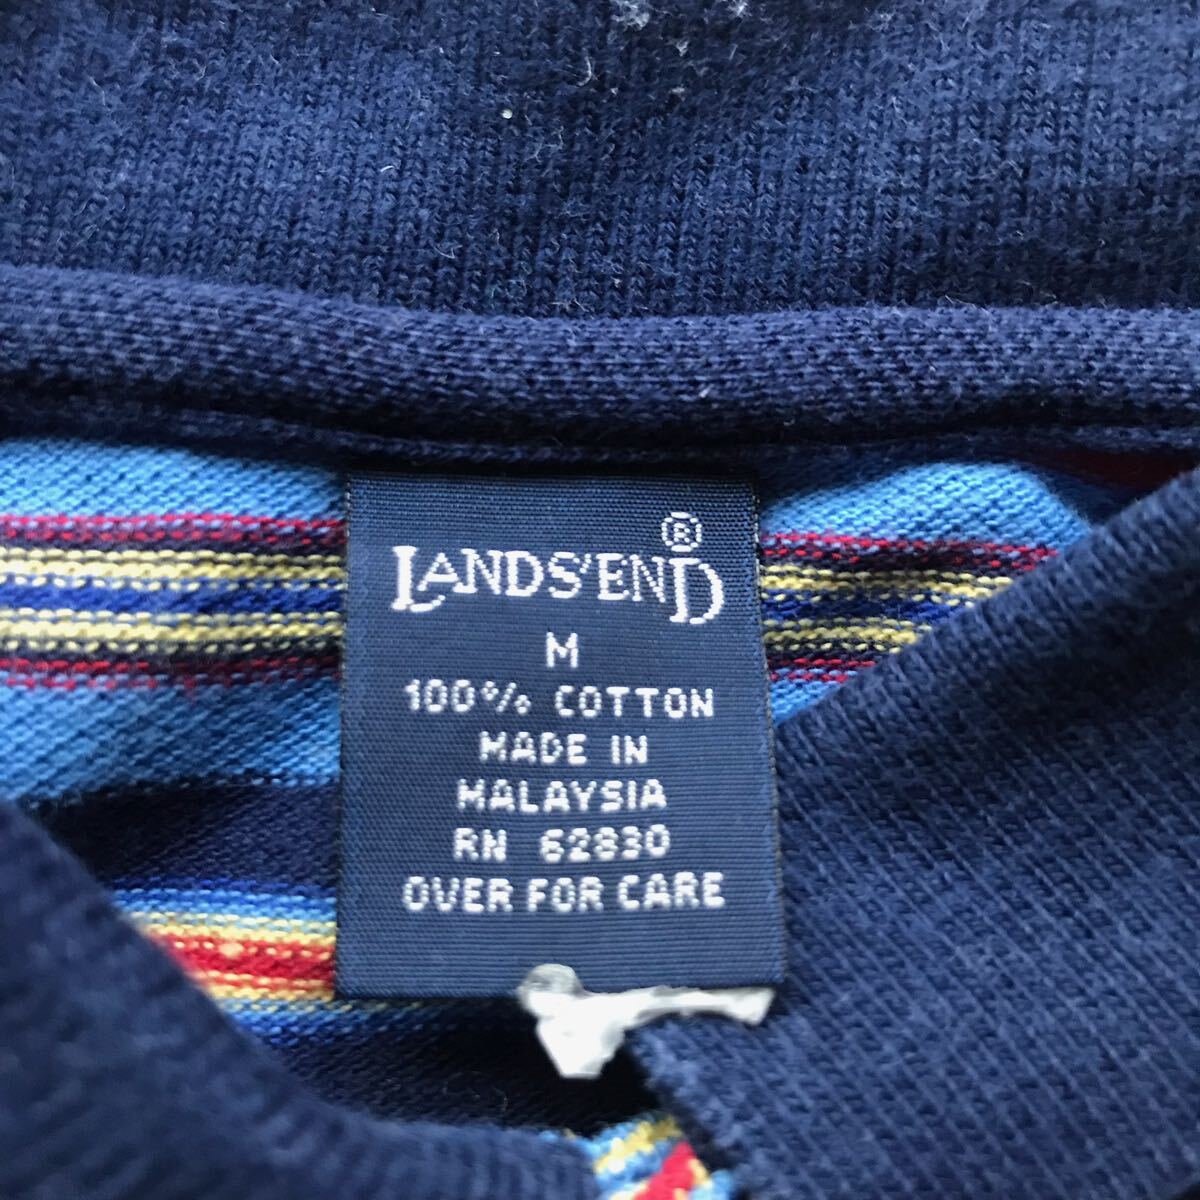 LANDS'END®
M
100% COTTON
MADE IN
MALAYSIA
RN 62830
OVER FOR CARE